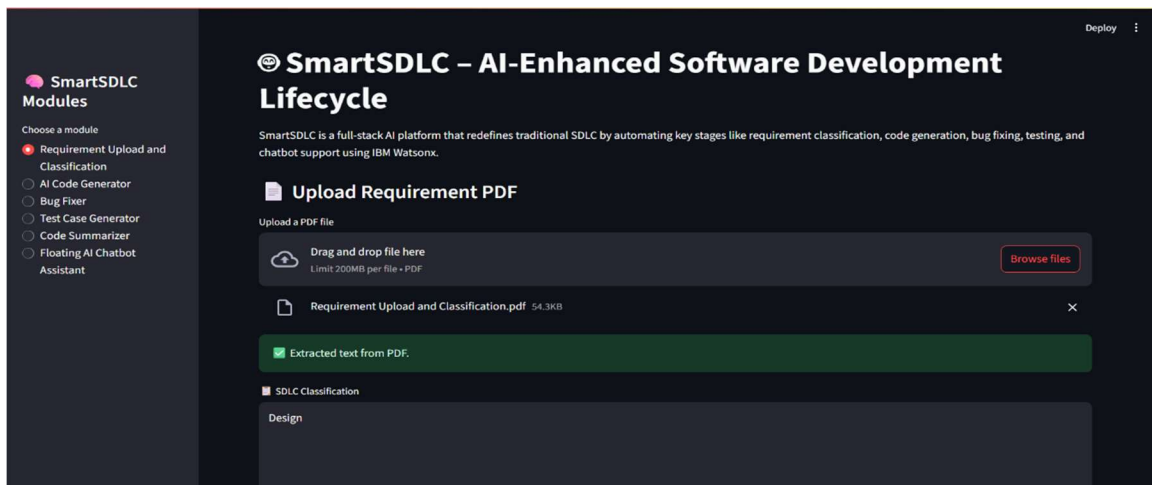 Deploy
SmartSDLC
Modules
Choose a module
Requirement Upload and
Classification
AI Code Generator
Bug Fixer
Test Case Generator
Code Summarizer
Floating AI Chatbot
Assistant
SmartSDLC – AI-Enhanced Software Development
Lifecycle
SmartSDLC is a full-stack AI platform that redefines traditional SDLC by automating key stages like requirement classification, code generation, bug fixing, testing, and
chatbot support using IBM Watsonx.
Upload Requirement PDF
Upload a PDF file
Drag and drop file here
Limit 200MB per file • PDF
Browse files
Requirement Upload and Classification.pdf 54.3KB
Extracted text from PDF.
SDLC Classification
Design